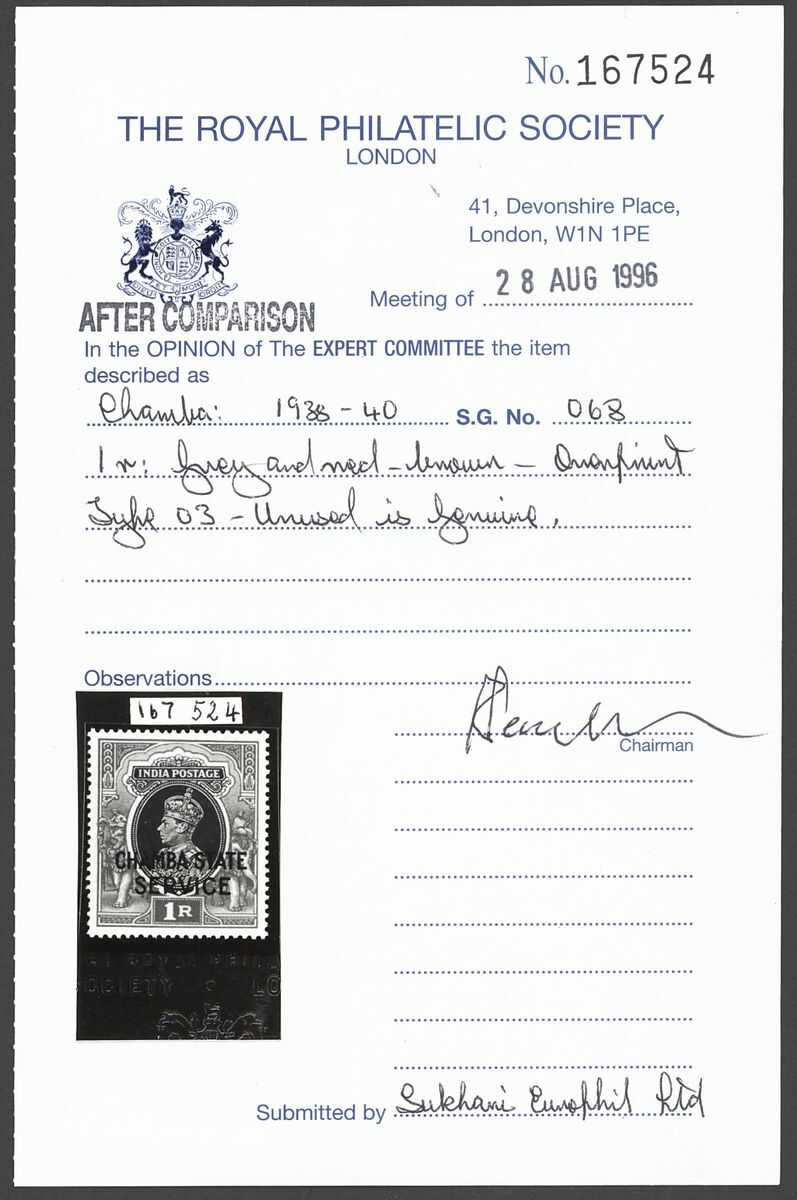 No. 167524
THE ROYAL PHILATELIC SOCIETY
LONDON
41, Devonshire Place,
London, W1N 1PE
Meeting of 28 AUG 1996
AFTER COMPARISON
In the OPINION of The EXPERT COMMITTEE the item
described as
Chamba: 1938-40 S.G. No. 068
1r: Grey and red-brown - Overprint
Type 03 - Unused is genuine.
Observations
167 524
INDIA POSTAGE
CHAMBA STATE
SERVICE
1R
SOCIETY LO
Chairman
Submitted by Sukhani Europhil Ltd